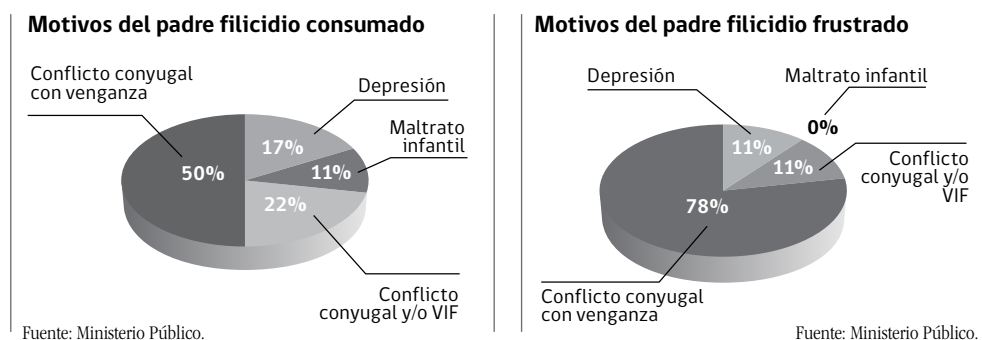 Motivos del padre filicidio consumado
Conflicto conyugal
con venganza
Depresión
Maltrato
infantil
17%
11%
50%
22%
Conflicto
conyugal y/o VIF
Fuente: Ministerio Público.
Motivos del padre filicidio frustrado
Depresión
Maltrato infantil
0%
11%
11%
Conflicto
conyugal y/o
VIF
78%
Conflicto conyugal
con venganza
Fuente: Ministerio Público.